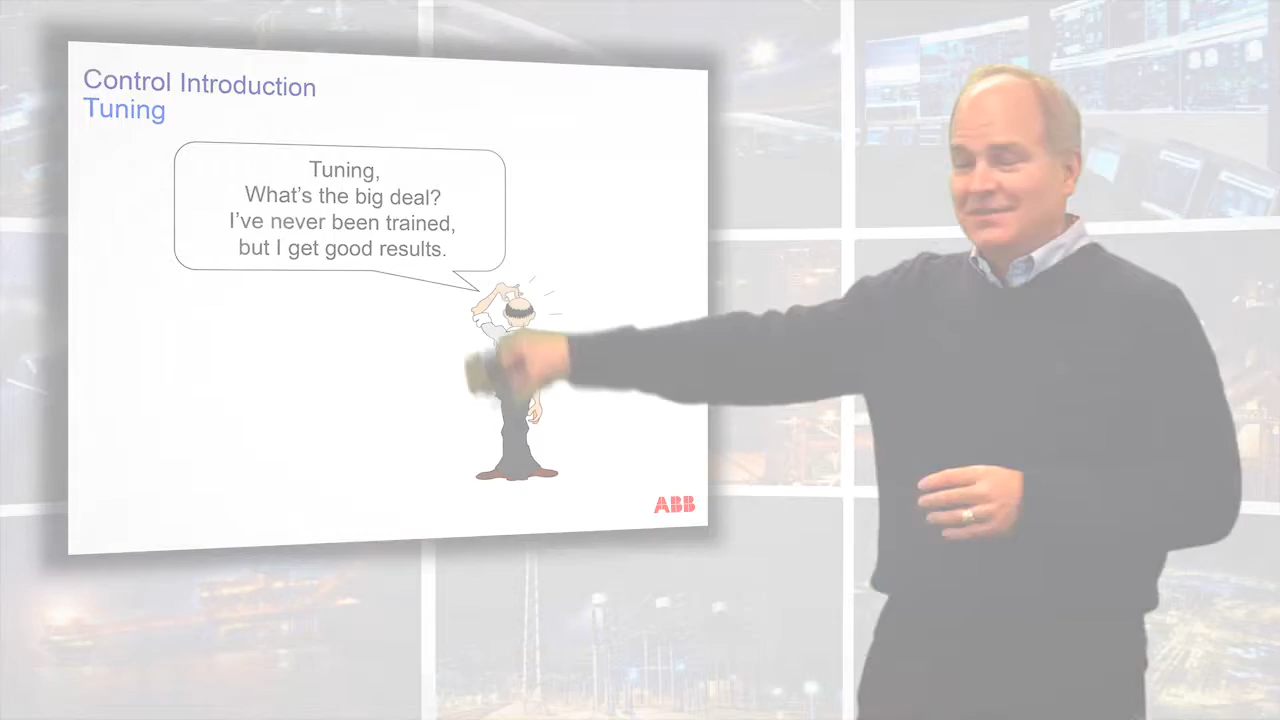 Control Introduction
Tuning
Tuning,
What's the big deal?
I've never been trained,
but I get good results.
ABB